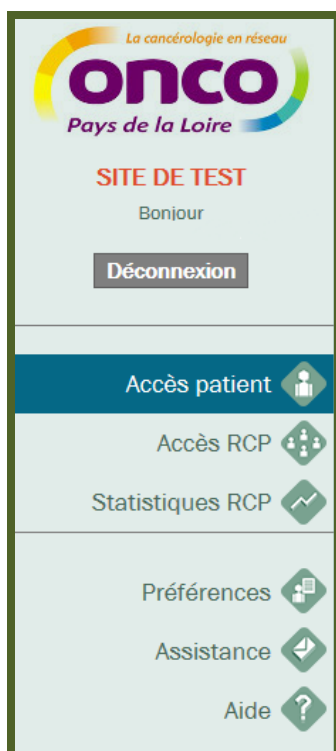 La cancérologie en réseau
onco
Pays de la Loire
SITE DE TEST
Bonjour
Déconnexion
Accès patient
Accès RCP
Statistiques RCP
Préférences
Assistance
Aide